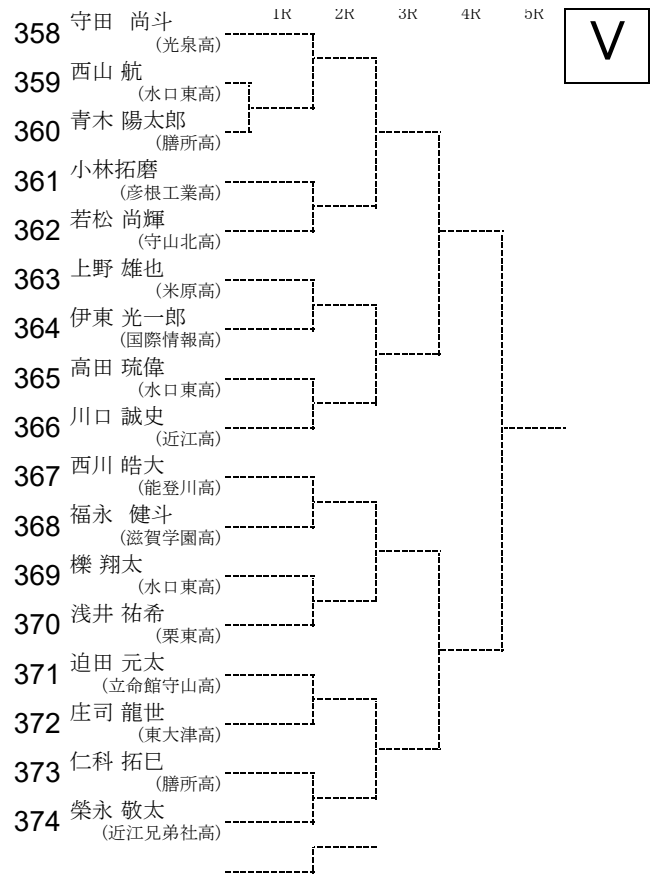 1R 2R 3R 4R 5R
V
358 守田 尚斗
(光泉高)
359 西山 航
(水口東高)
360 青木 陽太郎
(膳所高)
361 小林拓磨
(彦根工業高)
362 若松 尚輝
(守山北高)
363 上野 雄也
(米原高)
364 伊東 光一郎
(国際情報高)
365 高田 琉偉
(水口東高)
366 川口 誠史
(近江高)
367 西川 皓大
(能登川高)
368 福永 健斗
(滋賀学園高)
369 櫟 翔太
(水口東高)
370 浅井 祐希
(栗東高)
371 迫田 元太
(立命館守山高)
372 庄司 龍世
(東大津高)
373 仁科 拓巳
(膳所高)
374 榮永 敬太
(近江兄弟社高)